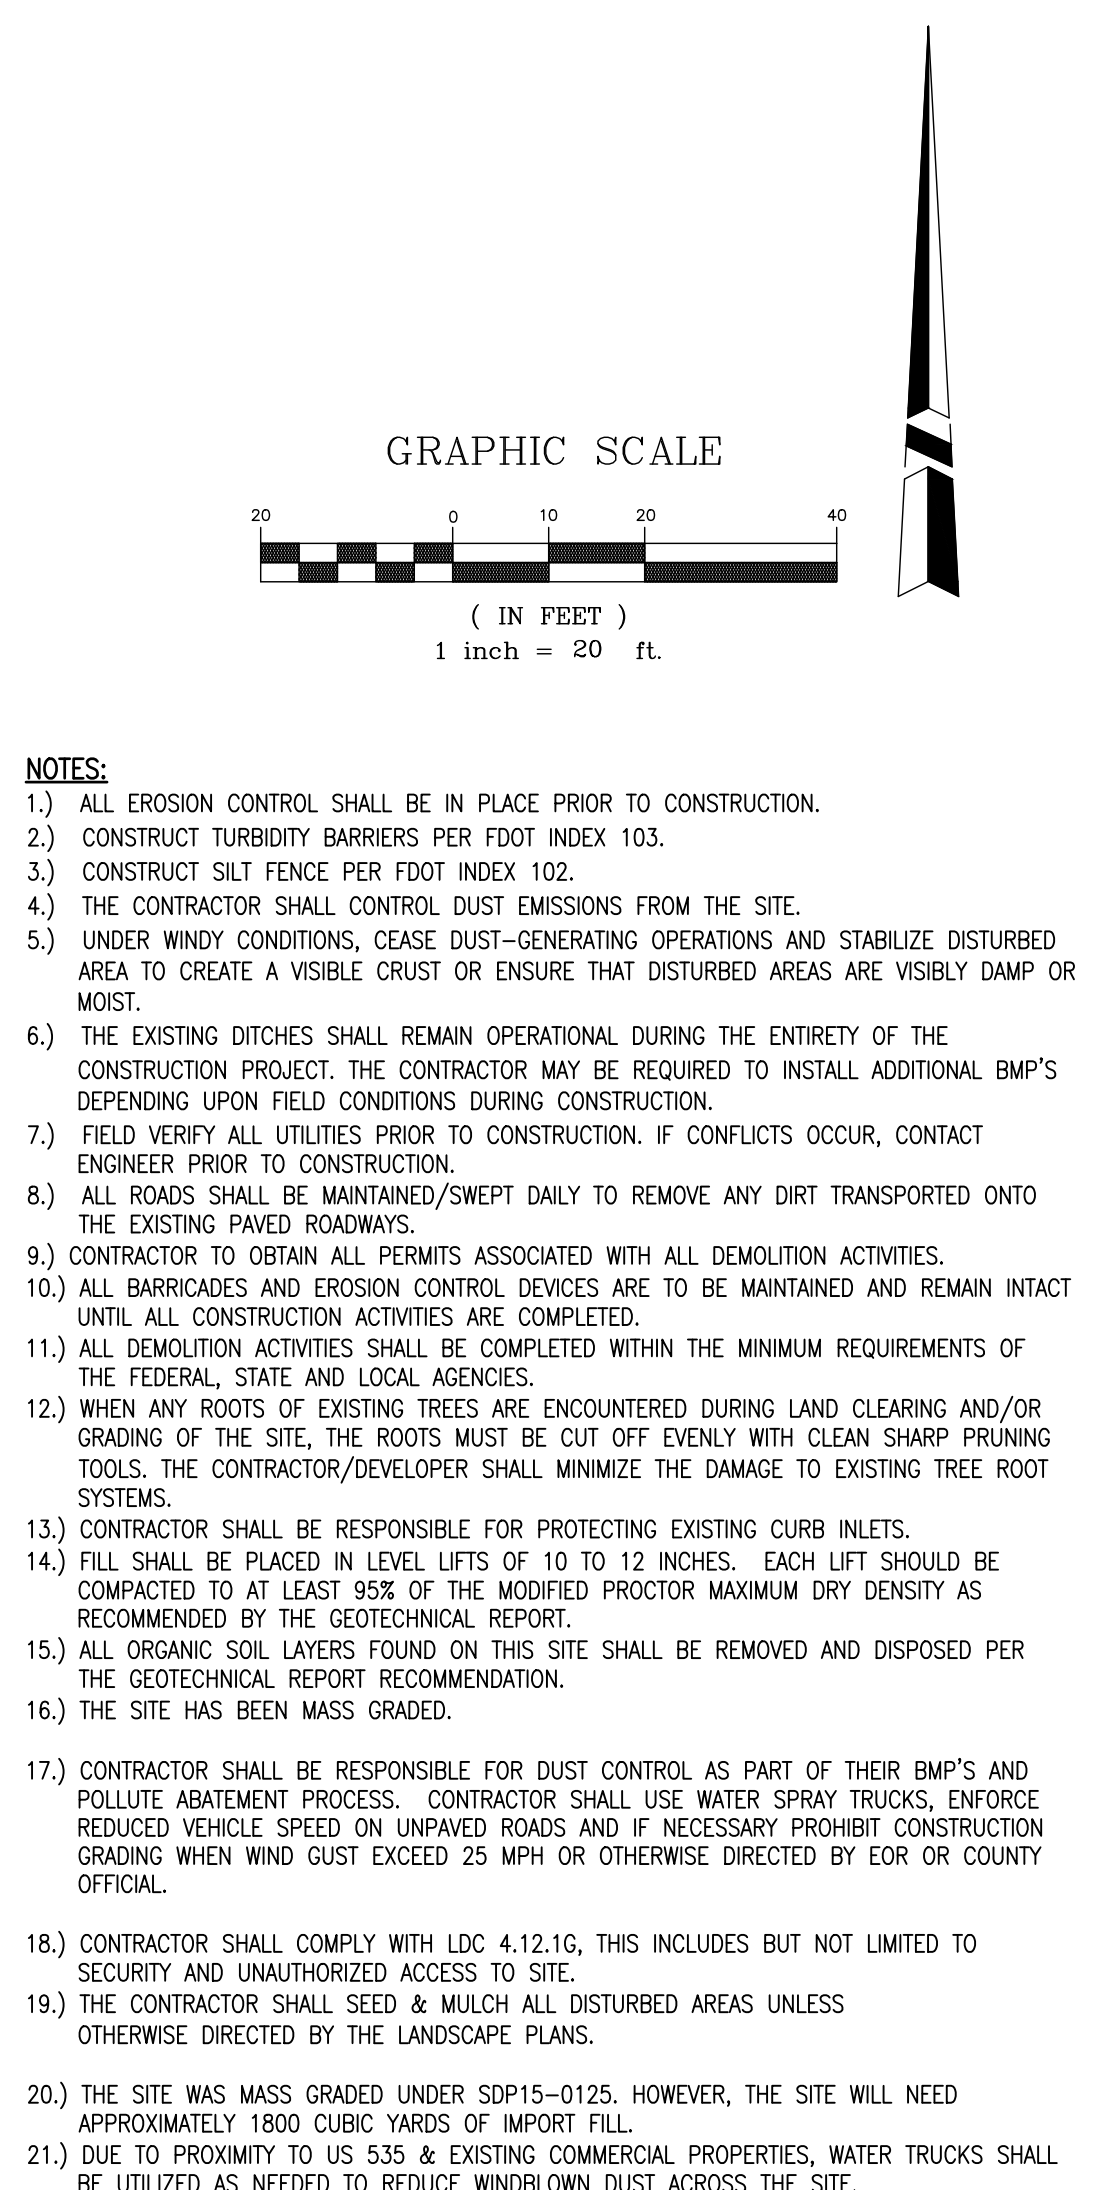 GRAPHIC SCALE
20 0 10 20 40
( IN FEET )
1 inch = 20 ft.
NOTES:
1.) ALL EROSION CONTROL SHALL BE IN PLACE PRIOR TO CONSTRUCTION.
2.) CONSTRUCT TURBIDITY BARRIERS PER FDOT INDEX 103.
3.) CONSTRUCT SILT FENCE PER FDOT INDEX 102.
4.) THE CONTRACTOR SHALL CONTROL DUST EMISSIONS FROM THE SITE.
5.) UNDER WINDY CONDITIONS, CEASE DUST-GENERATING OPERATIONS AND STABILIZE DISTURBED
AREA TO CREATE A VISIBLE CRUST OR ENSURE THAT DISTURBED AREAS ARE VISIBLY DAMP OR
MOIST.
6.) THE EXISTING DITCHES SHALL REMAIN OPERATIONAL DURING THE ENTIRETY OF THE
CONSTRUCTION PROJECT. THE CONTRACTOR MAY BE REQUIRED TO INSTALL ADDITIONAL BMP'S
DEPENDING UPON FIELD CONDITIONS DURING CONSTRUCTION.
7.) FIELD VERIFY ALL UTILITIES PRIOR TO CONSTRUCTION. IF CONFLICTS OCCUR, CONTACT
ENGINEER PRIOR TO CONSTRUCTION.
8.) ALL ROADS SHALL BE MAINTAINED/SWEPT DAILY TO REMOVE ANY DIRT TRANSPORTED ONTO
THE EXISTING PAVED ROADWAYS.
9.) CONTRACTOR TO OBTAIN ALL PERMITS ASSOCIATED WITH ALL DEMOLITION ACTIVITIES.
10.) ALL BARRICADES AND EROSION CONTROL DEVICES ARE TO BE MAINTAINED AND REMAIN INTACT
UNTIL ALL CONSTRUCTION ACTIVITIES ARE COMPLETED.
11.) ALL DEMOLITION ACTIVITIES SHALL BE COMPLETED WITHIN THE MINIMUM REQUIREMENTS OF
THE FEDERAL, STATE AND LOCAL AGENCIES.
12.) WHEN ANY ROOTS OF EXISTING TREES ARE ENCOUNTERED DURING LAND CLEARING AND/OR
GRADING OF THE SITE, THE ROOTS MUST BE CUT OFF EVENLY WITH CLEAN SHARP PRUNING
TOOLS. THE CONTRACTOR/DEVELOPER SHALL MINIMIZE THE DAMAGE TO EXISTING TREE ROOT
SYSTEMS.
13.) CONTRACTOR SHALL BE RESPONSIBLE FOR PROTECTING EXISTING CURB INLETS.
14.) FILL SHALL BE PLACED IN LEVEL LIFTS OF 10 TO 12 INCHES. EACH LIFT SHOULD BE
COMPACTED TO AT LEAST 95% OF THE MODIFIED PROCTOR MAXIMUM DRY DENSITY AS
RECOMMENDED BY THE GEOTECHNICAL REPORT.
15.) ALL ORGANIC SOIL LAYERS FOUND ON THIS SITE SHALL BE REMOVED AND DISPOSED PER
THE GEOTECHNICAL REPORT RECOMMENDATION.
16.) THE SITE HAS BEEN MASS GRADED.
17.) CONTRACTOR SHALL BE RESPONSIBLE FOR DUST CONTROL AS PART OF THEIR BMP'S AND
POLLUTE ABATEMENT PROCESS. CONTRACTOR SHALL USE WATER SPRAY TRUCKS, ENFORCE
REDUCED VEHICLE SPEED ON UNPAVED ROADS AND IF NECESSARY PROHIBIT CONSTRUCTION
GRADING WHEN WIND GUST EXCEED 25 MPH OR OTHERWISE DIRECTED BY EOR OR COUNTY
OFFICIAL.
18.) CONTRACTOR SHALL COMPLY WITH LDC 4.12.1G, THIS INCLUDES BUT NOT LIMITED TO
SECURITY AND UNAUTHORIZED ACCESS TO SITE.
19.) THE CONTRACTOR SHALL SEED & MULCH ALL DISTURBED AREAS UNLESS
OTHERWISE DIRECTED BY THE LANDSCAPE PLANS.
20.) THE SITE WAS MASS GRADED UNDER SDP15-0125. HOWEVER, THE SITE WILL NEED
APPROXIMATELY 1800 CUBIC YARDS OF IMPORT FILL.
21.) DUE TO PROXIMITY TO US 535 & EXISTING COMMERCIAL PROPERTIES, WATER TRUCKS SHALL
BE UTILIZED AS NEEDED TO REDUCE WINDBLOWN DUST ACROSS THE SITE.